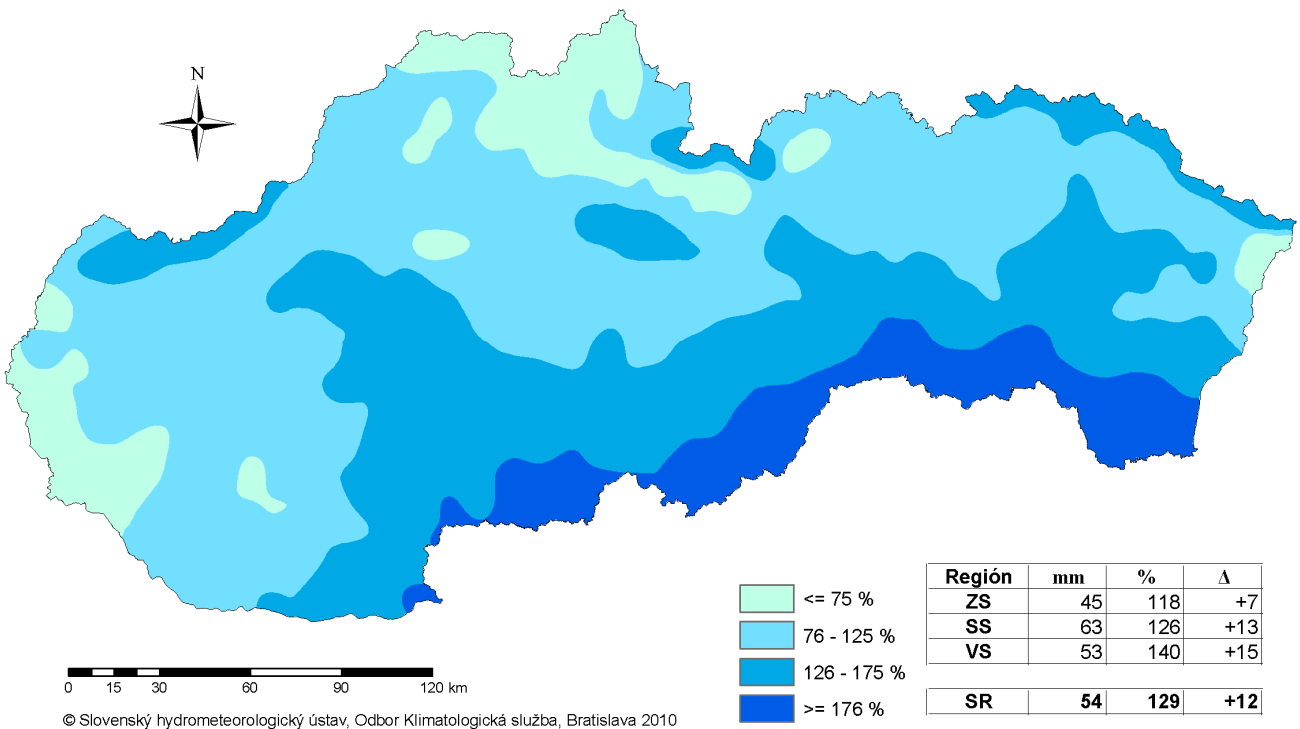 N
<= 75 %
76 - 125 %
126 - 175 %
>= 176 %
Región mm % Δ
ZS 45 118 +7
SS 63 126 +13
VS 53 140 +15
SR 54 129 +12
0 15 30 60 90 120 km
© Slovenský hydrometeorologický ústav, Odbor Klimatologická služba, Bratislava 2010